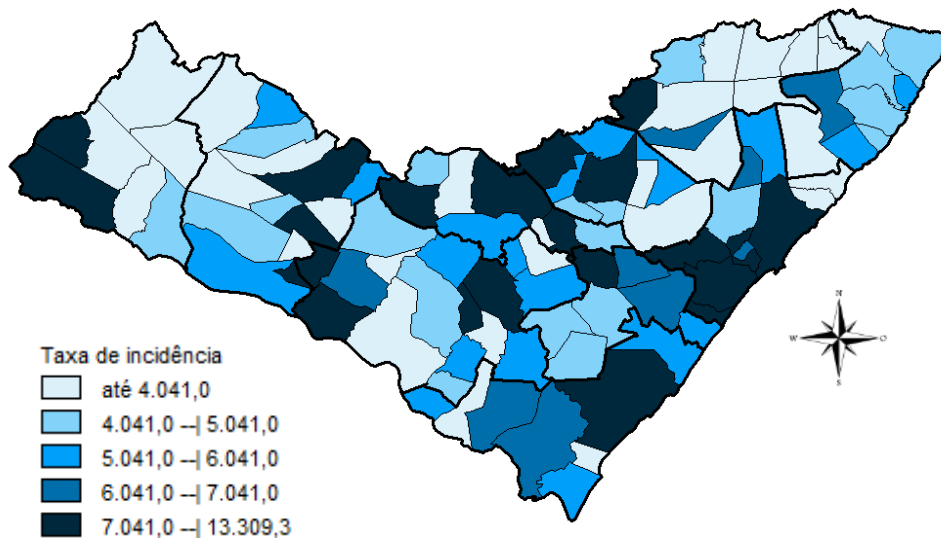 N
W
O
S
Taxa de incidência
até 4.041,0
4.041,0 --| 5.041,0
5.041,0 --| 6.041,0
6.041,0 --| 7.041,0
7.041,0 --| 13.309,3